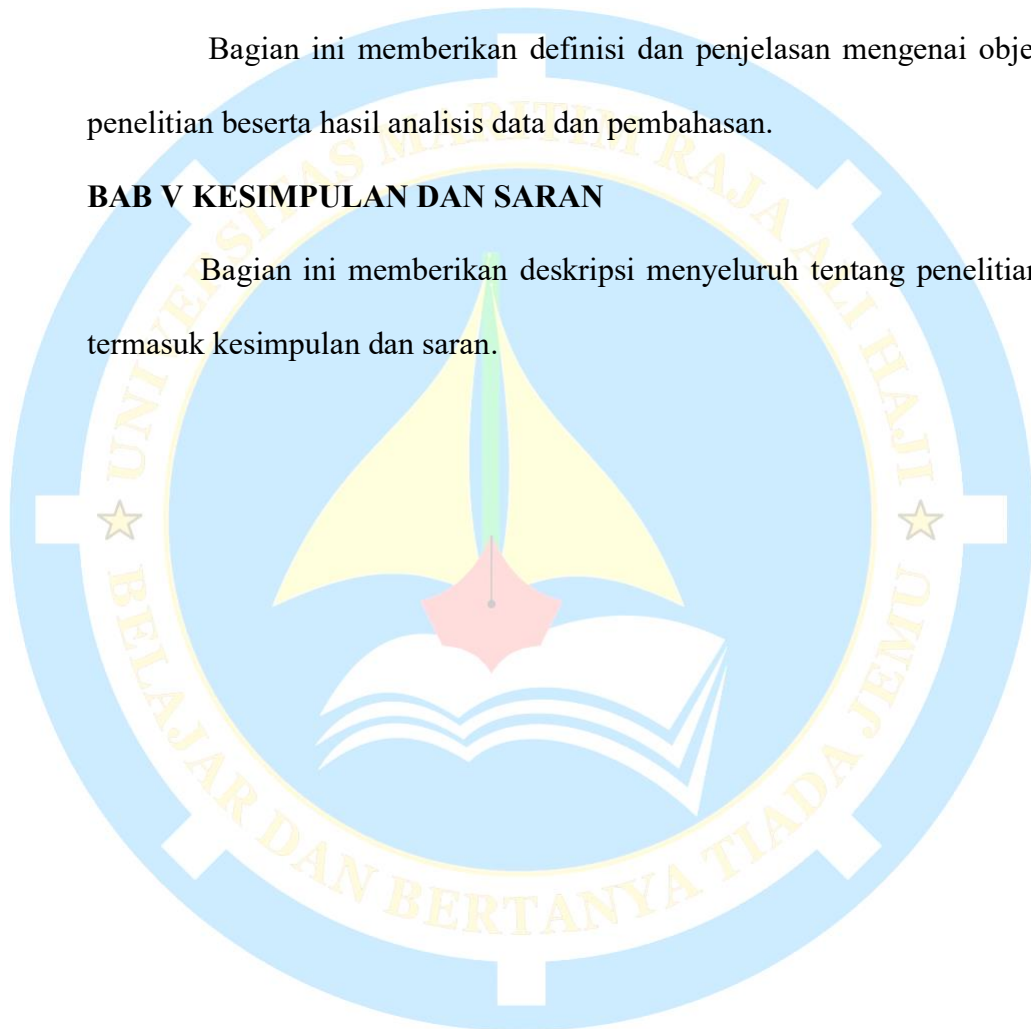 Bagian ini memberikan definisi dan penjelasan mengenai obje
penelitian beserta hasil analisis data dan pembahasan.
BAB V KESIMPULAN DAN SARAN
Bagian ini memberikan deskripsi menyeluruh tentang penelitian
termasuk kesimpulan dan saran.
UNIVERSITAS MARITIM RAJA ALI HAJI
BELAJAR DAN BERTANYA TIADA JEMU